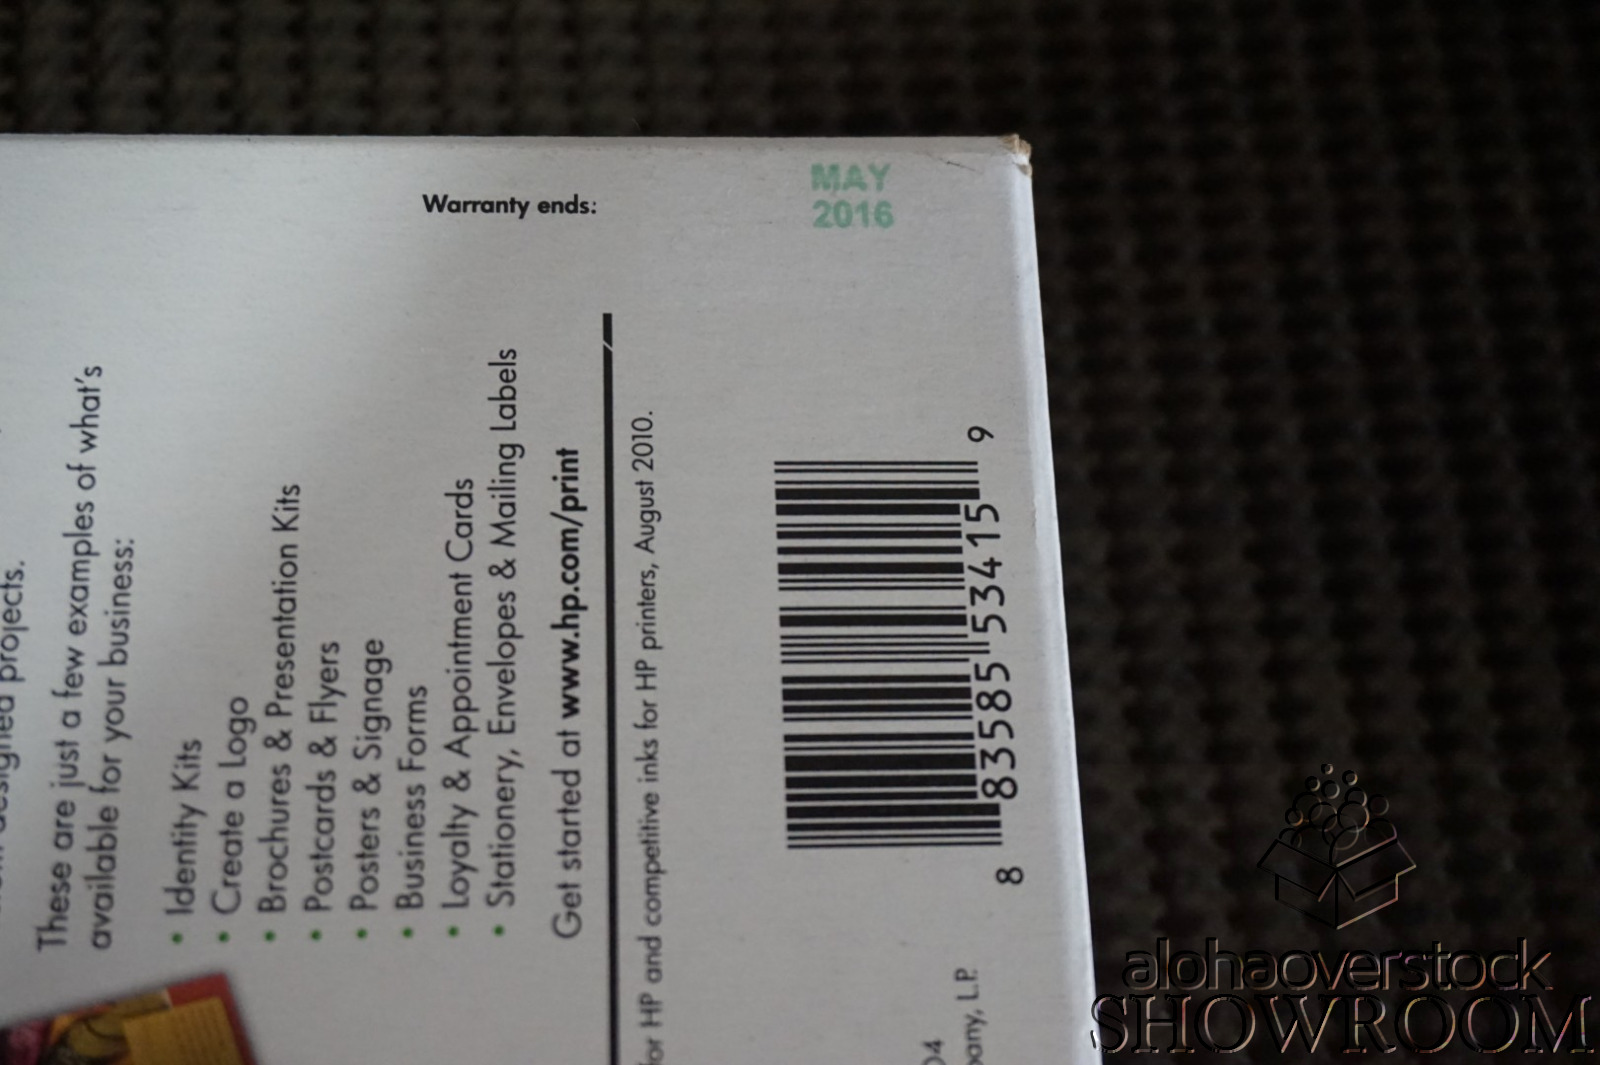 Warranty ends:
MAY
2016
designed projects.
These are just a few examples of what's
available for your business:
• Identity Kits
• Create a Logo
• Brochures & Presentation Kits
• Postcards & Flyers
• Posters & Signage
• Business Forms
• Loyalty & Appointment Cards
• Stationery, Envelopes & Mailing Labels
Get started at www.hp.com/print
for HP and competitive inks for HP printers, August 2010.
8 83585 53415 9
L.P.
alohaoverstock
SHOWROOM